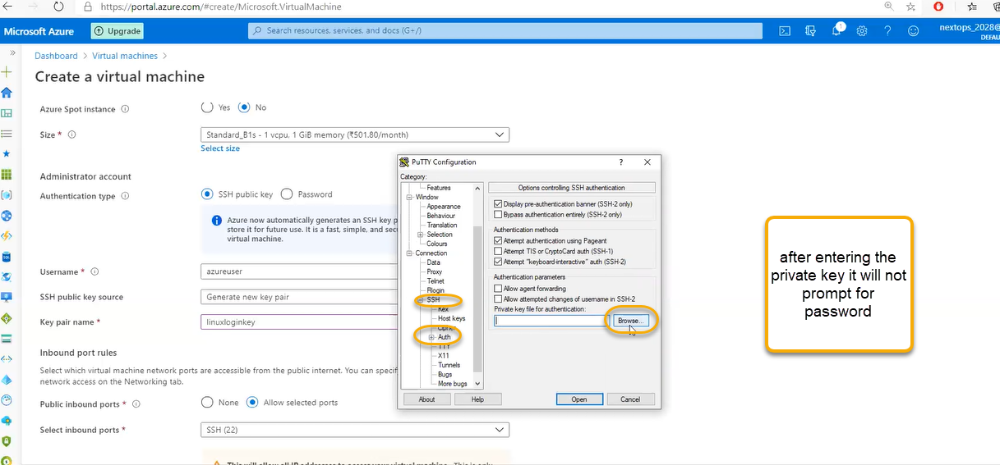 https://portal.azure.com/#create/Microsoft.VirtualMachine
Microsoft Azure
Upgrade
Search resources, services, and docs (G+/)
1
nextops_2028@
DEFAU
Dashboard > Virtual machines >
Create a virtual machine
Azure Spot instance
Yes
No
Size *
Standard_B1s - 1 vcpu, 1 GiB memory (₹501.80/month)
Select size
Administrator account
Authentication type
SSH public key
Password
Azure now automatically generates an SSH key p
store it for future use. It is a fast, simple, and sec
virtual machine.
Username *
azureuser
SSH public key source
Generate new key pair
Key pair name *
linuxloginkey
Inbound port rules
Select which virtual machine network ports are accessible from the public internet. You can specif
network access on the Networking tab.
Public inbound ports *
None
Allow selected ports
Select inbound ports *
SSH (22)
This will allow all IP addresses to access your virtual machine. This is only
PuTTY Configuration
?
Category:
Features
Window
Appearance
Behaviour
Translation
Selection
Colours
Connection
Data
Proxy
Telnet
Rlogin
SSH
Kex
Host keys
Cipher
Auth
TTY
X11
Tunnels
Bugs
More bugs
Options controlling SSH authentication
Display pre-authentication banner (SSH-2 only)
Bypass authentication entirely (SSH-2 only)
Authentication methods
Attempt authentication using Pageant
Attempt TIS or CryptoCard auth (SSH-1)
Attempt "keyboard-interactive" auth (SSH-2)
Authentication parameters
Allow agent forwarding
Allow attempted changes of username in SSH-2
Private key file for authentication:
Browse...
About
Help
Open
Cancel
after entering the
private key it will not
prompt for
password